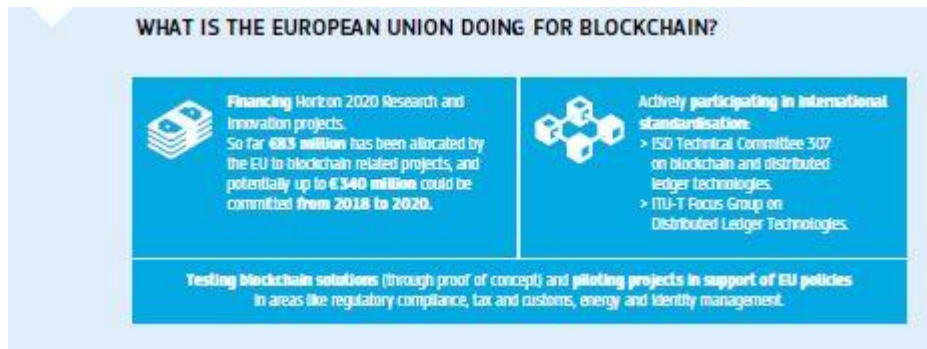 WHAT IS THE EUROPEAN UNION DOING FOR BLOCKCHAIN?
Financing Horizon 2020 Research and
Innovation projects.
So far €83 million has been allocated by
the EU to blockchain related projects, and
potentially up to €340 million could be
committed from 2018 to 2020.
Actively participating in international
standardisation:
> ISO Technical Committee 307
on blockchain and distributed
ledger technologies.
> ITU-T Focus Group on
Distributed Ledger Technologies.
Testing blockchain solutions (through proof of concept) and piloting projects in support of EU policies
in areas like regulatory compliance, tax and customs, energy and identity management.